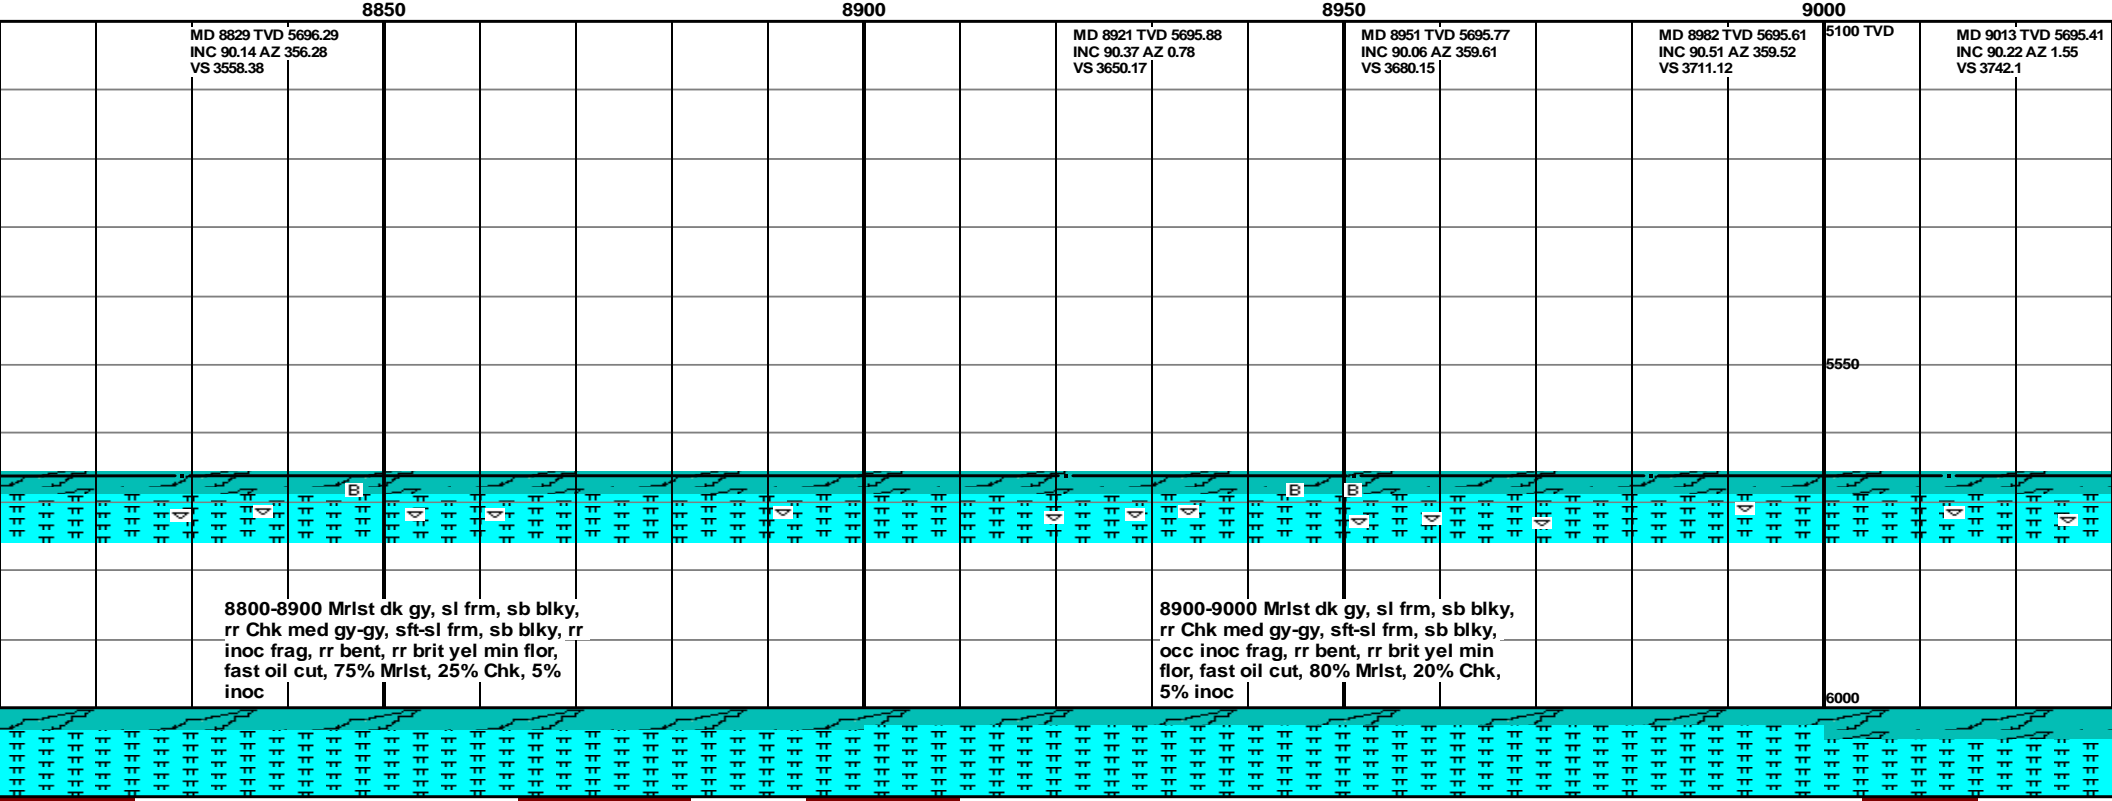 8850 8900 8950 9000
MD 8829 TVD 5696.29
INC 90.14 AZ 356.28
VS 3558.38
MD 8921 TVD 5695.88
INC 90.37 AZ 0.78
VS 3650.17
MD 8951 TVD 5695.77
INC 90.06 AZ 359.61
VS 3680.15
MD 8982 TVD 5695.61
INC 90.51 AZ 359.52
VS 3711.12
5100 TVD
MD 9013 TVD 5695.41
INC 90.22 AZ 1.55
VS 3742.1
5550
B B B
8800-8900 Mrlst dk gy, sl frm, sb blky,
rr Chk med gy-gy, sft-sl frm, sb blky, rr
inoc frag, rr bent, rr brit yel min flor,
fast oil cut, 75% Mrlst, 25% Chk, 5%
inoc
8900-9000 Mrlst dk gy, sl frm, sb blky,
rr Chk med gy-gy, sft-sl frm, sb blky,
occ inoc frag, rr bent, rr brit yel min
flor, fast oil cut, 80% Mrlst, 20% Chk,
5% inoc
6000